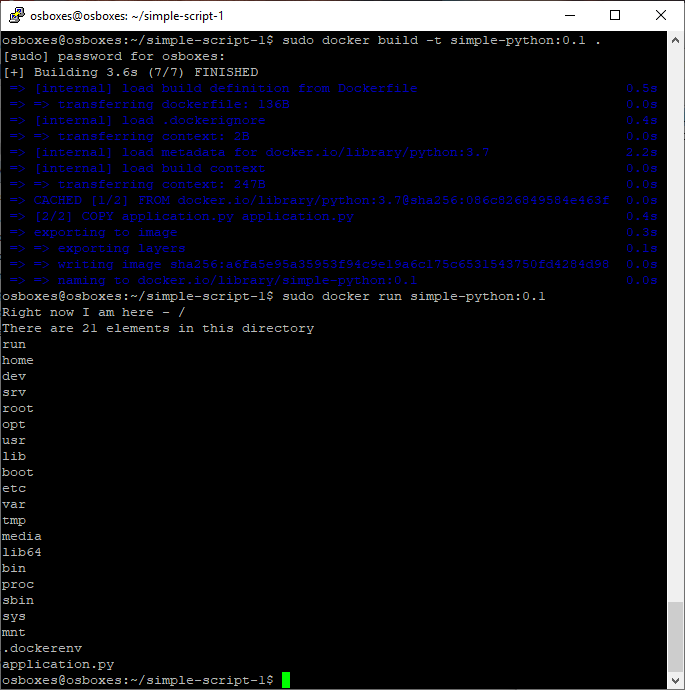 osboxes@osboxes: ~/simple-script-1
osboxes@osboxes:~/simple-script-1$ sudo docker build -t simple-python:0.1 .
[sudo] password for osboxes:
[+] Building 3.6s (7/7) FINISHED
=> [internal] load build definition from Dockerfile 0.5s
=> => transferring dockerfile: 136B 0.0s
=> [internal] load .dockerignore 0.4s
=> => transferring context: 2B 0.0s
=> [internal] load metadata for docker.io/library/python:3.7 2.2s
=> [internal] load build context 0.0s
=> => transferring context: 247B 0.0s
=> CACHED [1/2] FROM docker.io/library/python:3.7@sha256: 0.0s
=> [2/2] COPY application.py application.py 0.4s
=> exporting to image 0.3s
=> => exporting layers 0.1s
=> => writing image 0.0s
=> => naming to docker.io/library/simple-python:0.1 0.0s
osboxes@osboxes:~/simple-script-1$ sudo docker run simple-python:0.1
Right now I am here - /
There are 21 elements in this directory
run
home
dev
srv
root
opt
usr
lib
boot
etc
var
tmp
media
lib64
bin
proc
sbin
sys
mnt
.dockerenv
application.py
osboxes@osboxes:~/simple-script-1$